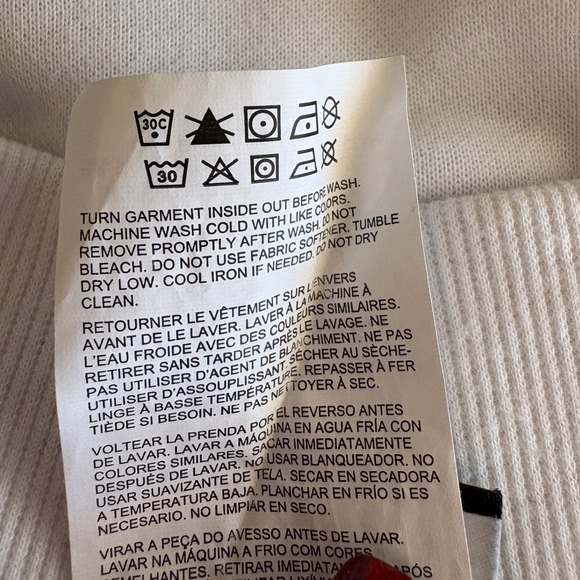 30C
30
TURN GARMENT INSIDE OUT BEFORE WASH.
MACHINE WASH COLD WITH LIKE COLORS.
REMOVE PROMPTLY AFTER WASH. DO NOT
BLEACH. DO NOT USE FABRIC SOFTENER. TUMBLE
DRY LOW. COOL IRON IF NEEDED. DO NOT DRY
CLEAN.
RETOURNER LE VÊTEMENT SUR L'ENVERS
AVANT DE LE LAVER. LAVER À LA MACHINE À
L'EAU FROIDE AVEC DES COULEURS SIMILAIRES.
RETIRER SANS TARDER APRÈS LE LAVAGE. NE
PAS UTILISER D'AGENT DE BLANCHIMENT. NE PAS
UTILISER D'ASSOUPLISSANT. SÉCHER AU SÈCHE-
LINGE À BASSE TEMPÉRATURE. REPASSER À FER
TIÈDE SI BESOIN. NE PAS NETTOYER À SEC.
VOLTEAR LA PRENDA POR EL REVERSO ANTES
DE LAVAR. LAVAR A MÁQUINA EN AGUA FRÍA CON
COLORES SIMILARES. SACAR INMEDIATAMENTE
DESPUÉS DE LAVAR. NO USAR BLANQUEADOR. NO
USAR SUAVIZANTE DE TELA. SECAR EN SECADORA
A TEMPERATURA BAJA. PLANCHAR EN FRÍO SI ES
NECESARIO. NO LIMPIAR EN SECO.
VIRAR A PEÇA DO AVESSO ANTES DE LAVAR.
LAVAR NA MÁQUINA A FRIO COM CORES
RETIRAR